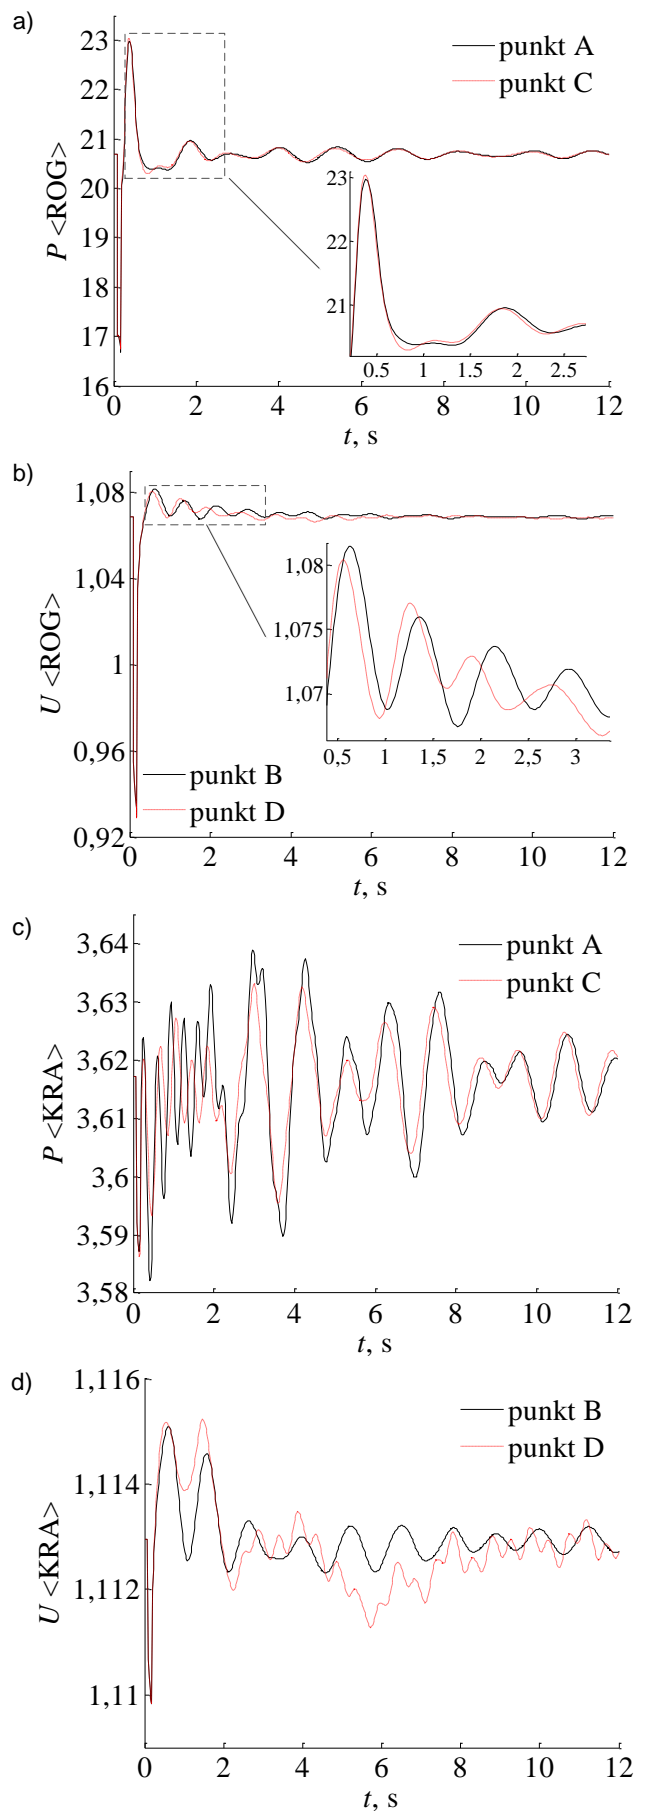 a)
23
22
21
20
19
18
17
16
P <ROG>
punkt A
punkt C
23
22
21
0.5 1 1.5 2 2.5
0 2 4 6 8 10 12
t, s
b)
1,08
1,04
1
0,96
0,92
U <ROG>
1,08
1,075
1,07
0,5 1 1,5 2 2,5 3
punkt B
punkt D
0 2 4 6 8 10 12
t, s
c)
3,64
3,63
3,62
3,61
3,6
3,59
3,58
P <KRA>
punkt A
punkt C
0 2 4 6 8 10 12
t, s
d)
1,116
1,114
1,112
1,11
U <KRA>
punkt B
punkt D
0 2 4 6 8 10 12
t, s